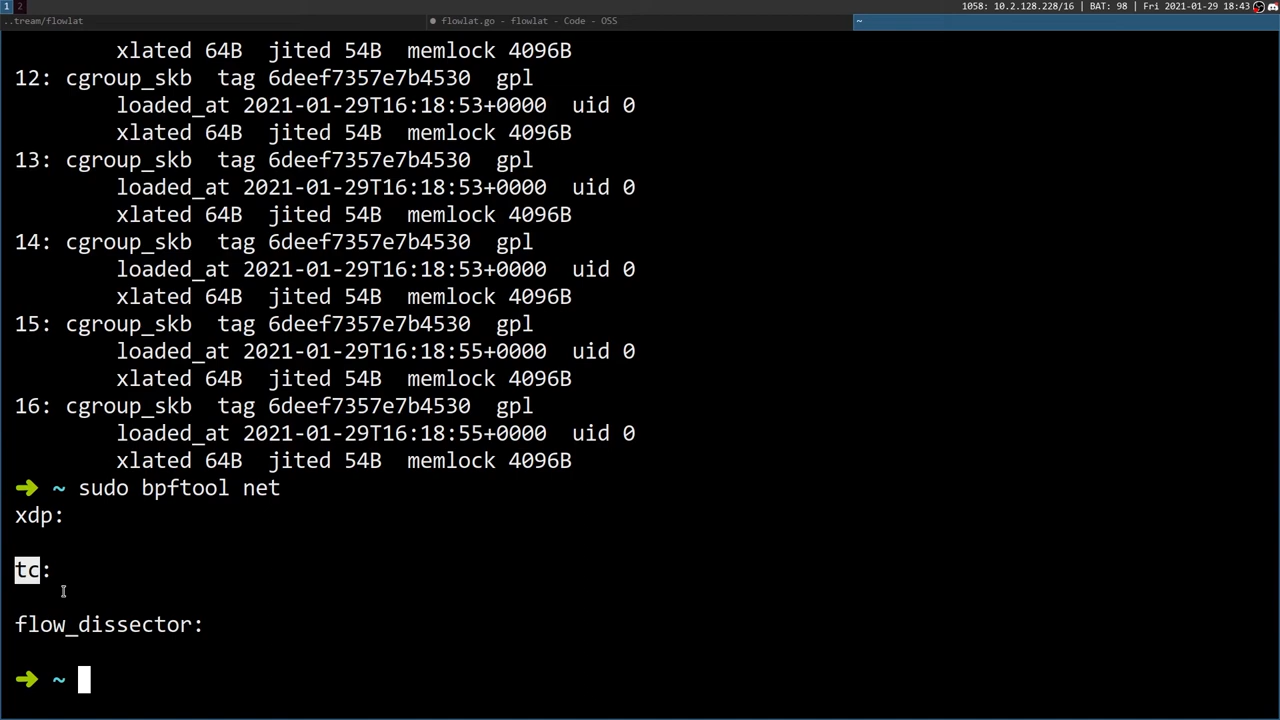 1 2 1058: 10.2.128.228/16 | BAT: 98 | Fri 2021-01-29 18:43
..tream/flowlat flowlat.go - flowlat - Code - OSS ~
xlated 64B jited 54B memlock 4096B
12: cgroup_skb tag 6deef7357e7b4530 gpl
loaded_at 2021-01-29T16:18:53+0000 uid 0
xlated 64B jited 54B memlock 4096B
13: cgroup_skb tag 6deef7357e7b4530 gpl
loaded_at 2021-01-29T16:18:53+0000 uid 0
xlated 64B jited 54B memlock 4096B
14: cgroup_skb tag 6deef7357e7b4530 gpl
loaded_at 2021-01-29T16:18:53+0000 uid 0
xlated 64B jited 54B memlock 4096B
15: cgroup_skb tag 6deef7357e7b4530 gpl
loaded_at 2021-01-29T16:18:55+0000 uid 0
xlated 64B jited 54B memlock 4096B
16: cgroup_skb tag 6deef7357e7b4530 gpl
loaded_at 2021-01-29T16:18:55+0000 uid 0
xlated 64B jited 54B memlock 4096B
➜ ~ sudo bpftool net
xdp:
tc:
flow_dissector:
➜ ~